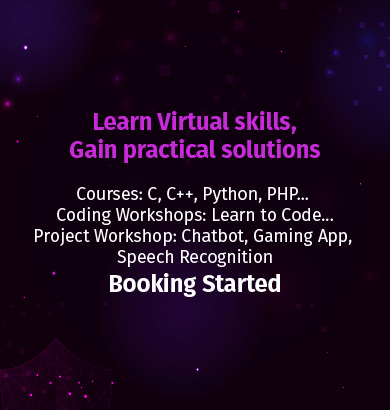 Learn Virtual skills,
Gain practical solutions
Courses: C, C++, Python, PHP...
Coding Workshops: Learn to Code...
Project Workshop: Chatbot, Gaming App,
Speech Recognition
Booking Started